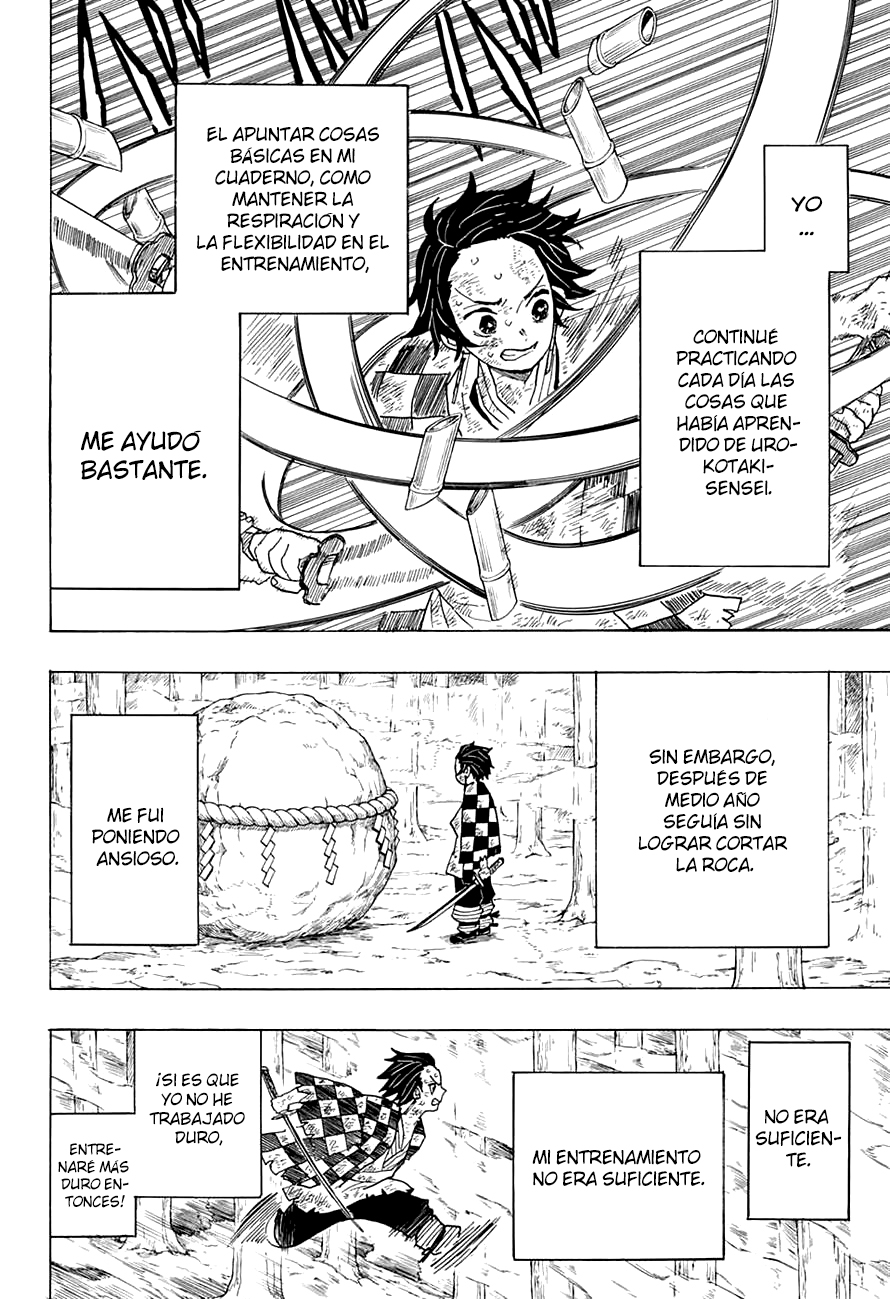 YO
...
CONTINUÉ
PRACTICANDO
CADA DÍA LAS
COSAS QUE
HABÍA APREN-
DIDO DE URO-
KOTAKI-
SENSEI.
EL APUNTAR COSAS
BÁSICAS EN MI
CUADERNO, COMO
MANTENER LA
RESPIRACIÓN Y
LA FLEXIBILIDAD EN EL
ENTRENAMIENTO,
ME AYUDÓ
BASTANTE.
SIN EMBARGO,
DESPUÉS DE
MEDIO AÑO
SEGUÍA SIN
LOGRAR CORTAR
LA ROCA.
ME FUI
PONIENDO
ANSIOSO.
NO ERA
SUFICIEN-
TE.
MI ENTRENAMIENTO
NO ERA SUFICIENTE.
¡SI ES QUE
YO NO HE
TRABAJADO
DURO,
ENTRE-
NARÉ MÁS
DURO EN-
TONCES!